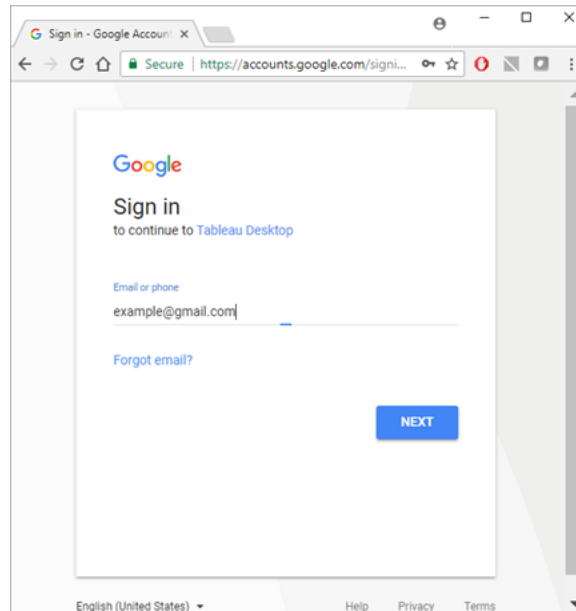 Sign in - Google Accoun
Secure | https://accounts.google.com/signi...
Google
Sign in
to continue to Tableau Desktop
Email or phone
example@gmail.com
Forgot email?
NEXT
English (United States)
Help Privacy Terms